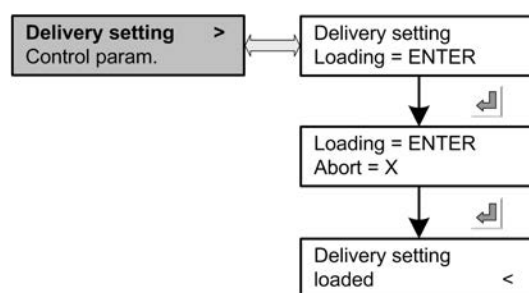 Delivery setting >
Control param.
Delivery setting
Loading = ENTER
Loading = ENTER
Abort = X
Delivery setting
loaded <